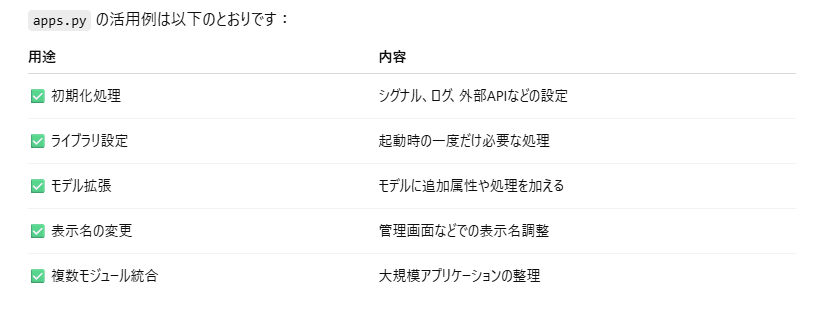 apps.py の活用例は以下のとおりです：
用途 内容
✅ 初期化処理 シグナル、ログ、外部APIなどの設定
✅ ライブラリ設定 起動時の一度だけ必要な処理
✅ モデル拡張 モデルに追加属性や処理を加える
✅ 表示名の変更 管理画面などでの表示名調整
✅ 複数モジュール統合 大規模アプリケーションの整理